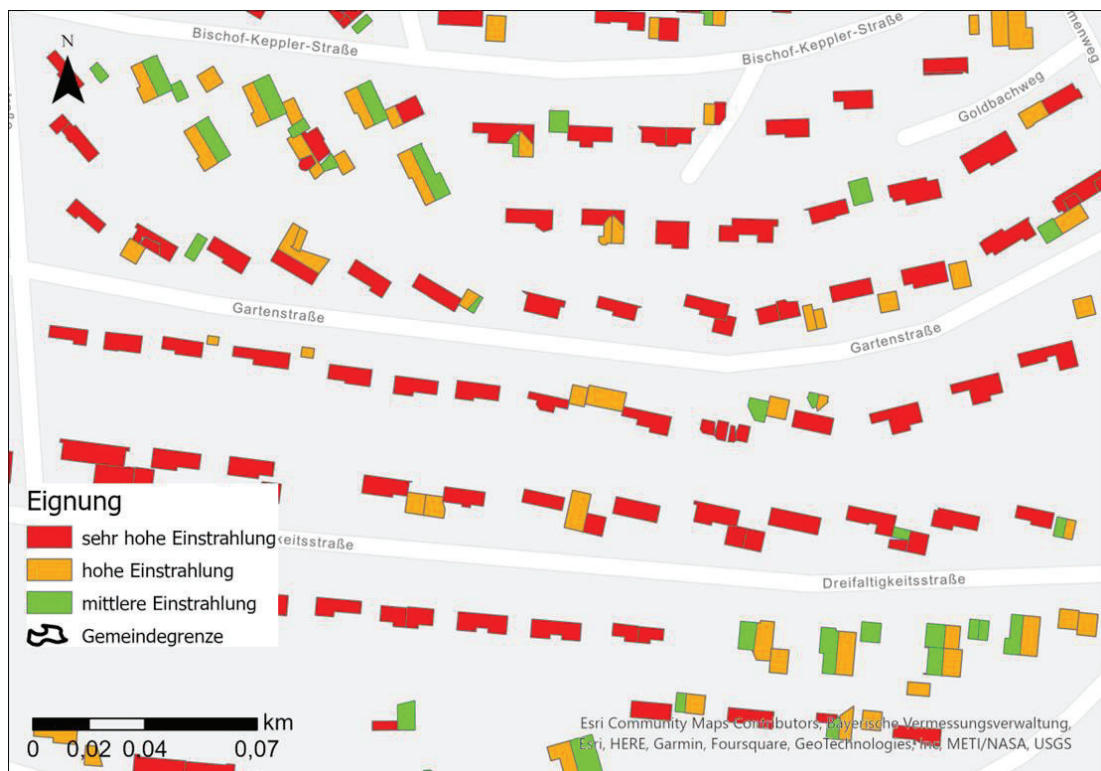 Bischof-Keppler-Straße
Bischof-Keppler-Straße
menweg
N
Goldbachweg
Gartenstraße
Gartenstraße
Eignung
sehr hohe Einstrahlung
hohe Einstrahlung
mittlere Einstrahlung
Gemeindegrenze
keitsstraße
Dreifaltigkeitsstraße
km
0 0,02 0,04 0,07
Esri Community Maps Contributors, Bayerische Vermessungsverwaltung,
Esri, HERE, Garmin, Foursquare, GeoTechnologies, Inc, METI/NASA, USGS